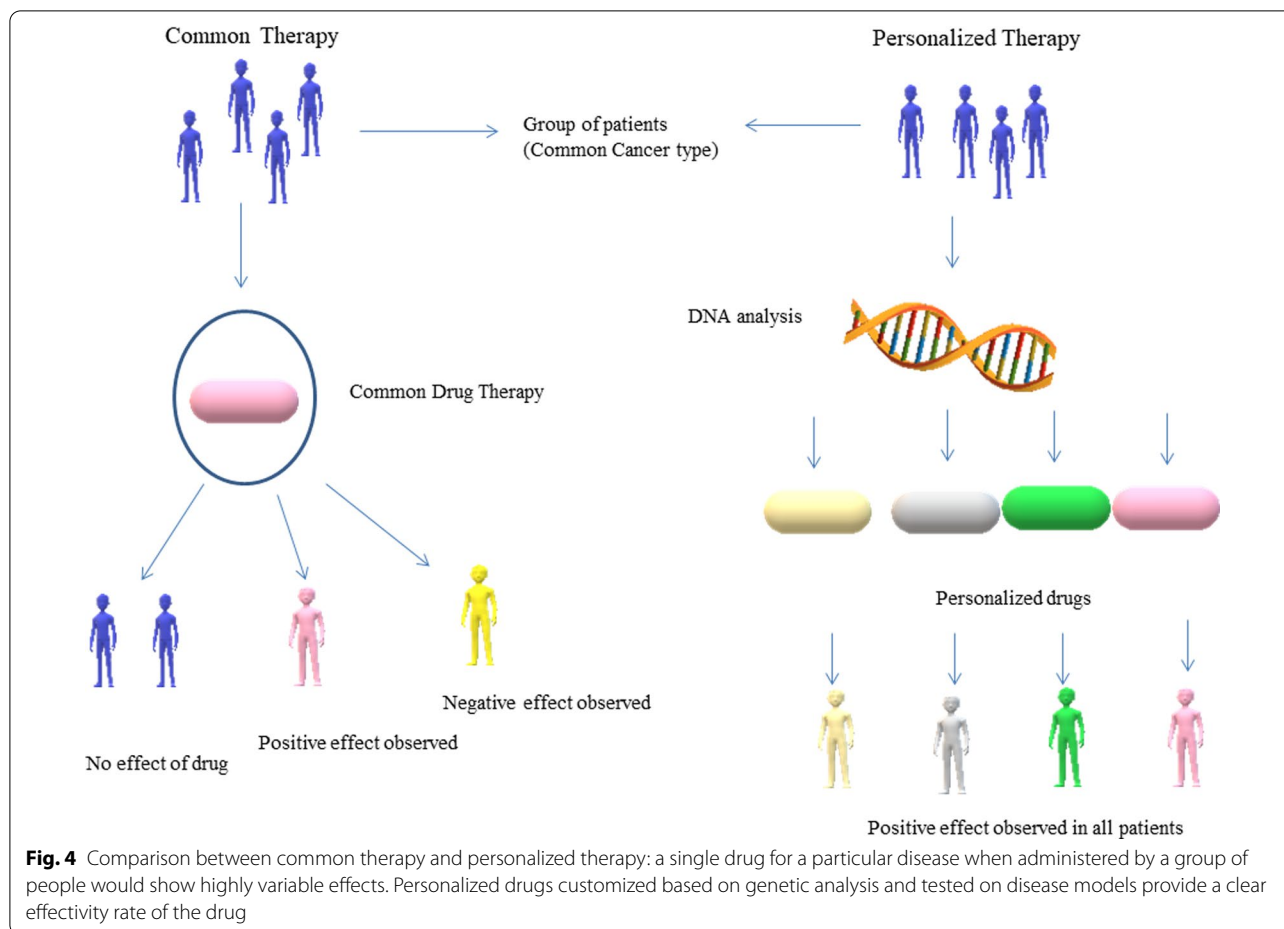 Common Therapy
Personalized Therapy
Group of patients
(Common Cancer type)
DNA analysis
Common Drug Therapy
Personalized drugs
Negative effect observed
Positive effect observed
No effect of drug
Positive effect observed in all patients
Fig. 4 Comparison between common therapy and personalized therapy: a single drug for a particular disease when administered by a group of
people would show highly variable effects. Personalized drugs customized based on genetic analysis and tested on disease models provide a clear
effectivity rate of the drug